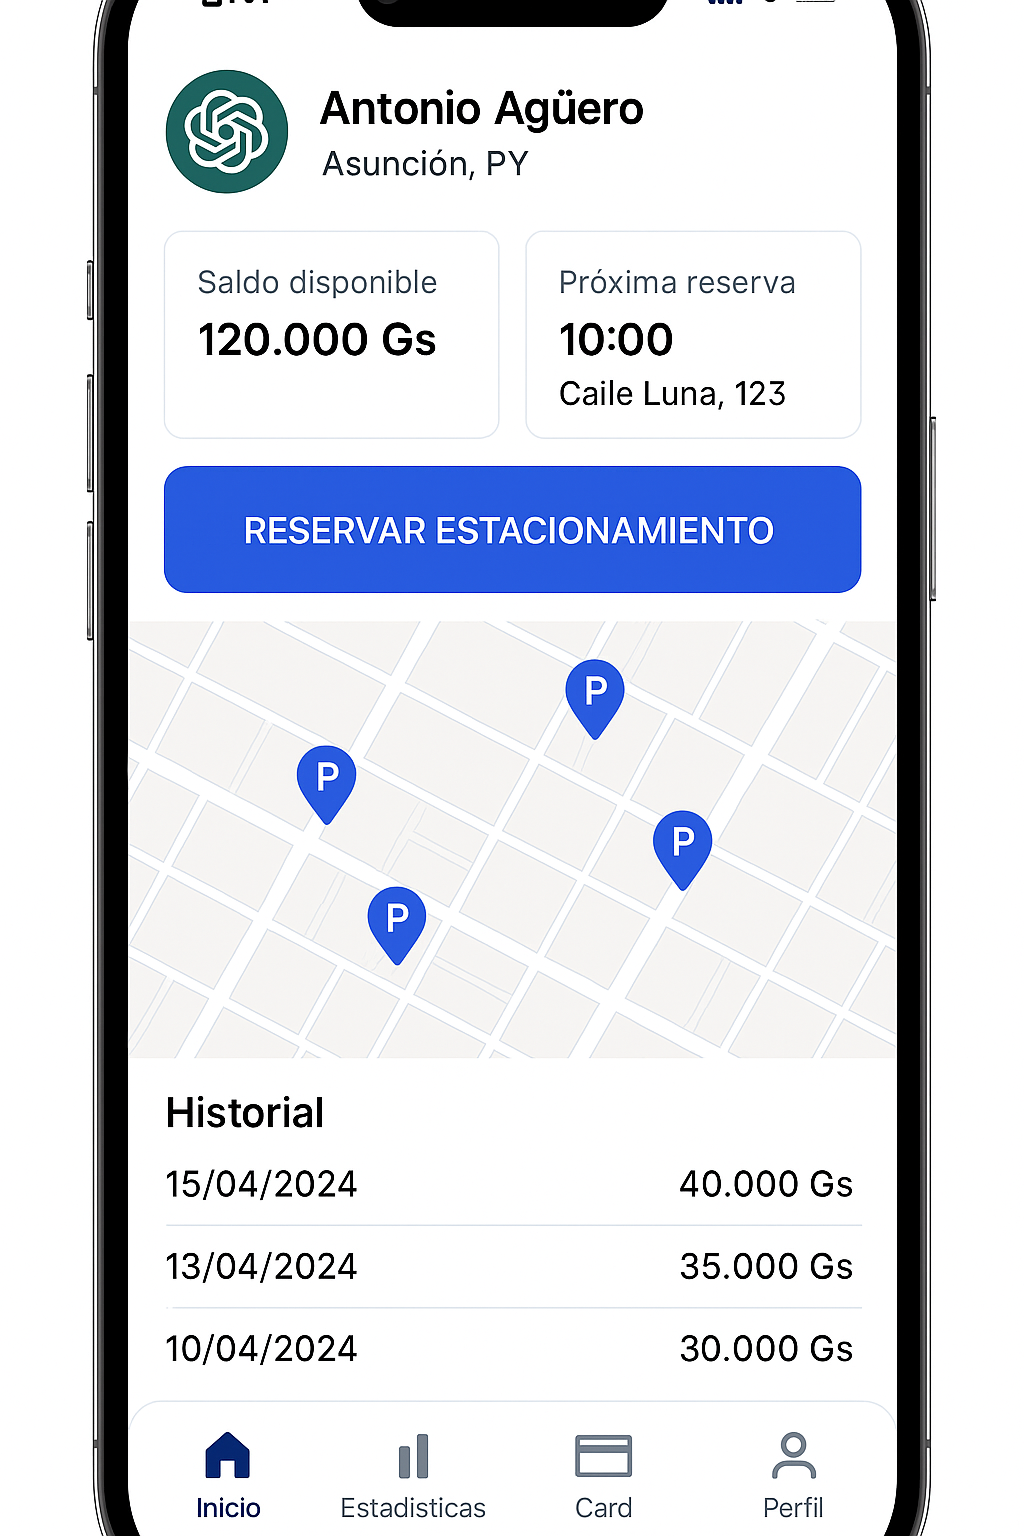 Antonio Agüero
Asunción, PY
Saldo disponible
120.000 Gs
Próxima reserva
10:00
Caile Luna, 123
RESERVAR ESTACIONAMIENTO
P
P
P
P
Historial
15/04/2024 40.000 Gs
13/04/2024 35.000 Gs
10/04/2024 30.000 Gs
Inicio Estadisticas Card Perfil